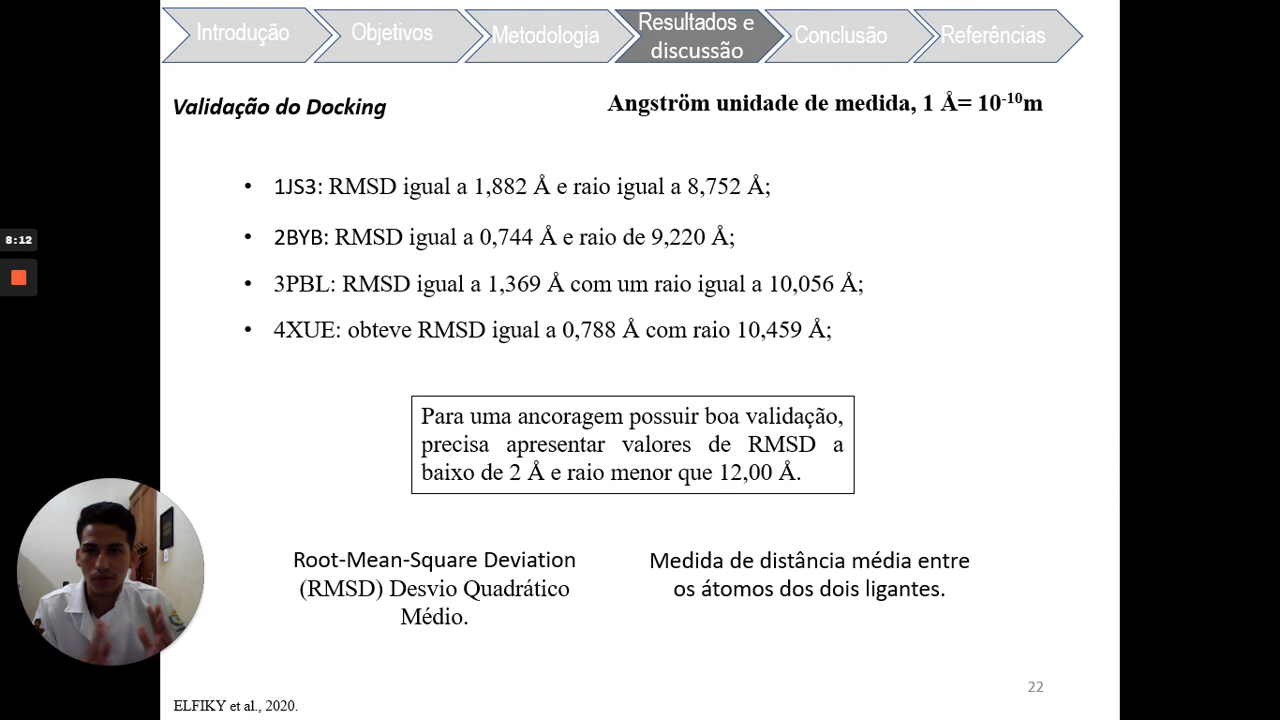 Introdução
Objetivos
Metodologia
Resultados e
discussão
Conclusão
Referências
Validação do Docking
Angström unidade de medida, 1 Å= 10⁻¹⁰m
• 1JS3: RMSD igual a 1,882 Å e raio igual a 8,752 Å;
• 2BYB: RMSD igual a 0,744 Å e raio de 9,220 Å;
• 3PBL: RMSD igual a 1,369 Å com um raio igual a 10,056 Å;
• 4XUE: obteve RMSD igual a 0,788 Å com raio 10,459 Å;
8:12
Para uma ancoragem possuir boa validação,
precisa apresentar valores de RMSD a
baixo de 2 Å e raio menor que 12,00 Å.
Root-Mean-Square Deviation
(RMSD) Desvio Quadrático
Médio.
Medida de distância média entre
os átomos dos dois ligantes.
22
ELFIKY et al., 2020.